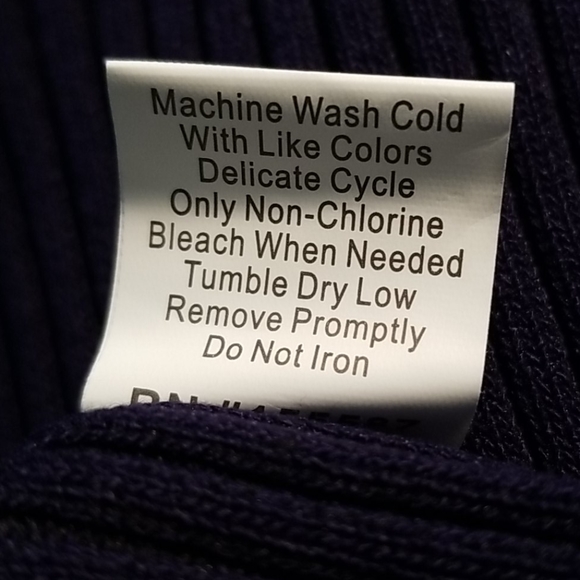 Machine Wash Cold
With Like Colors
Delicate Cycle
Only Non-Chlorine
Bleach When Needed
Tumble Dry Low
Remove Promptly
Do Not Iron
RN